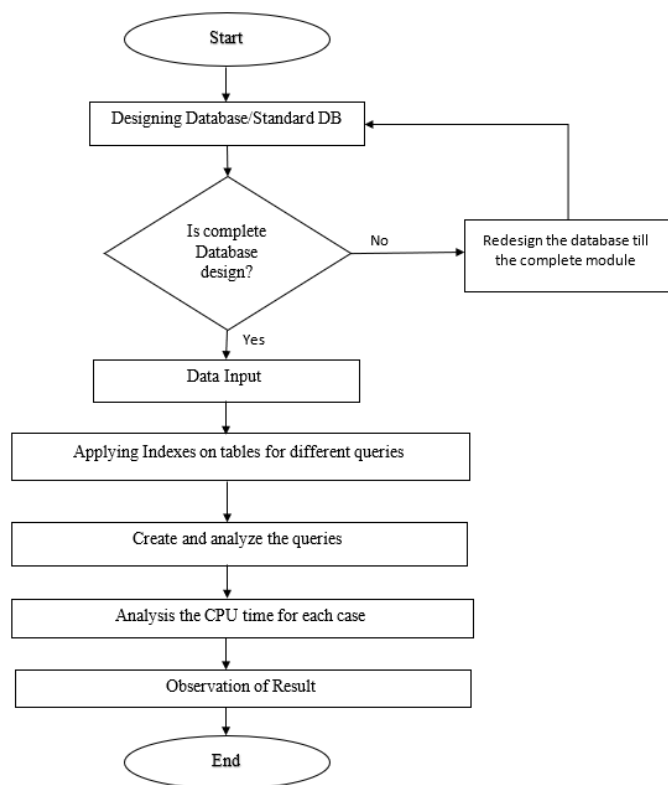 Start
Designing Database/Standard DB
Is complete
Database
design?
No
Redesign the database till
the complete module
Yes
Data Input
Applying Indexes on tables for different queries
Create and analyze the queries
Analysis the CPU time for each case
Observation of Result
End